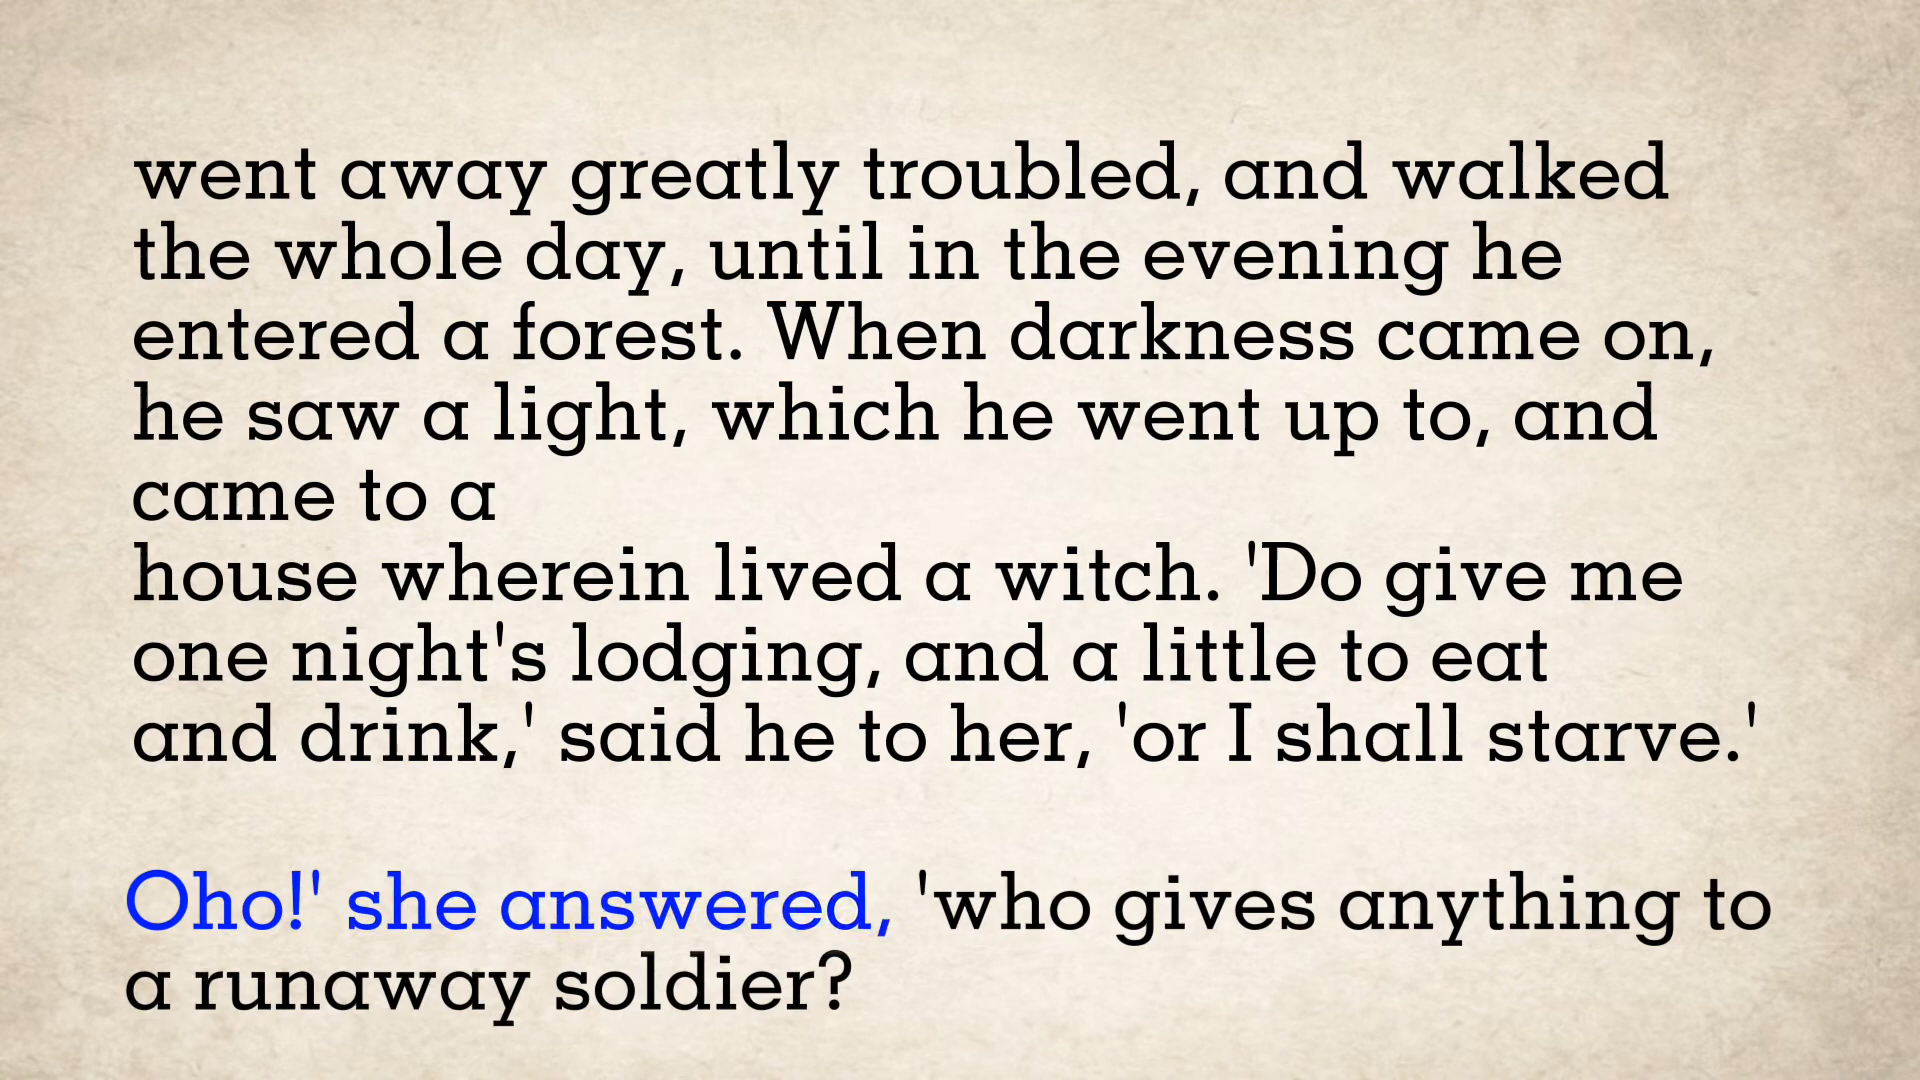 went away greatly troubled, and walked
the whole day, until in the evening he
entered a forest. When darkness came on,
he saw a light, which he went up to, and
came to a
house wherein lived a witch. 'Do give me
one night's lodging, and a little to eat
and drink,' said he to her, 'or I shall starve.'
Oho!' she answered, 'who gives anything to
a runaway soldier?